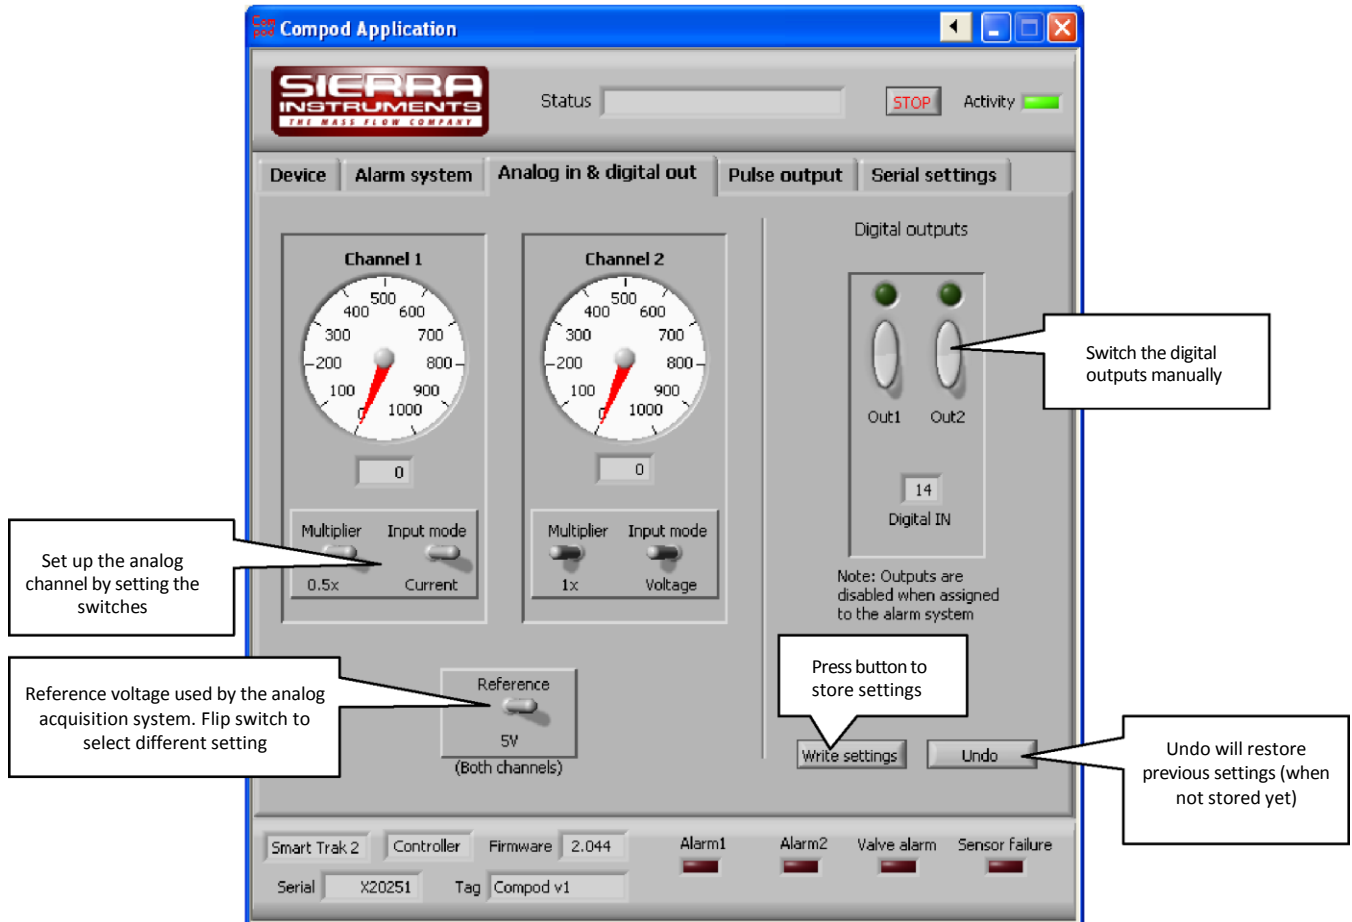 Compod Application
SIERRA
INSTRUMENTS
THE MASS FLOW COMPANY
Status
STOP
Activity
Device
Alarm system
Analog in & digital out
Pulse output
Serial settings
Channel 1
0
100
200
300
400
500
600
700
800
900
1000
0
Multiplier
Input mode
0.5x
Current
Channel 2
0
100
200
300
400
500
600
700
800
900
1000
0
Multiplier
Input mode
1x
Voltage
Digital outputs
Out1
Out2
14
Digital IN
Note: Outputs are
disabled when assigned
to the alarm system
Switch the digital
outputs manually
Set up the analog
channel by setting the
switches
Reference voltage used by the analog
acquisition system. Flip switch to
select different setting
Reference
5V
(Both channels)
Press button to
store settings
Write settings
Undo
Undo will restore
previous settings (when
not stored yet)
Smart Trak 2
Controller
Firmware
2.044
Alarm1
Alarm2
Valve alarm
Sensor failure
Serial
X20251
Tag
Compod v1